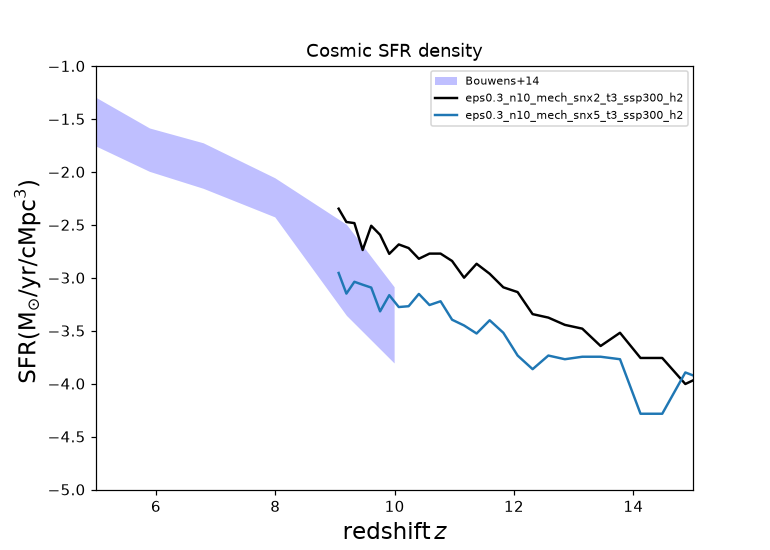 Cosmic SFR density
Bouwens+14
eps0.3_n10_mech_snx2_t3_ssp300_h2
eps0.3_n10_mech_snx5_t3_ssp300_h2
SFR(M⊙/yr/cMpc³)
−1.0
−1.5
−2.0
−2.5
−3.0
−3.5
−4.0
−4.5
−5.0
6 8 10 12 14
redshift z